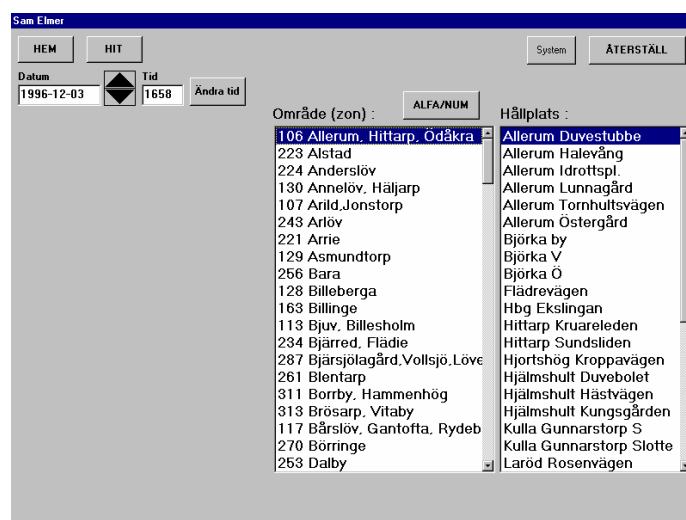 Sam Elmer
HEM
HIT
System
ÅTERSTÄLL
Datum
Tid
1996-12-03
1658
Ändra tid
ALFA/NUM
Område (zon) :
Hållplats :
106 Allerum, Hittarp, Ödåkra
223 Alstad
224 Anderslöv
130 Annelöv, Häljarp
107 Arild,Jonstorp
243 Arlöv
221 Arrie
129 Asmundtorp
256 Bara
128 Billeberga
163 Billinge
113 Bjuv, Billesholm
234 Bjärred, Flädie
287 Bjärsjölagård,Vollsjö,Löve
261 Blentarp
311 Borrby, Hammenhög
313 Brösarp, Vitaby
117 Bårslöv, Gantofta, Rydeb
270 Börringe
253 Dalby
Allerum Duvestubbe
Allerum Halevång
Allerum Idrottspl.
Allerum Lunnagård
Allerum Tornhultsvägen
Allerum Östergård
Björka by
Björka V
Björka Ö
Flädrevägen
Hbg Ekslingan
Hittarp Kruareleden
Hittarp Sundsliden
Hjortshög Kroppavägen
Hjälmshult Duvebolet
Hjälmshult Hästvägen
Hjälmshult Kungsgården
Kulla Gunnarstorp S
Kulla Gunnarstorp Slotte
Laröd Rosenvägen